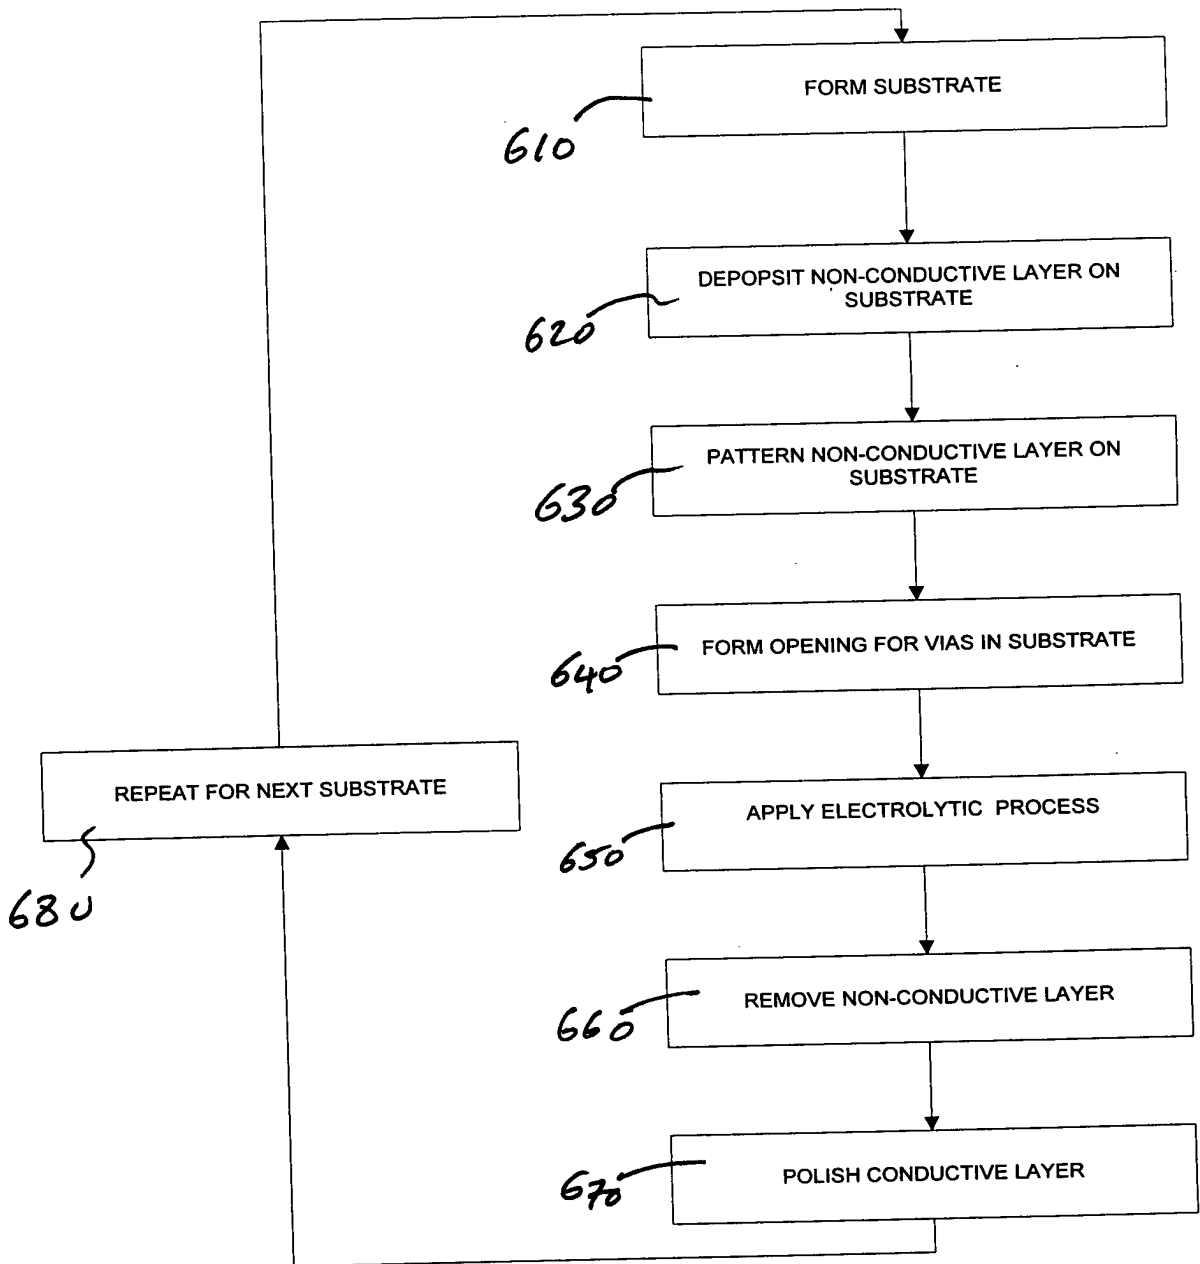 FORM SUBSTRATE
610
DEPOPSIT NON-CONDUCTIVE LAYER ON
SUBSTRATE
620
PATTERN NON-CONDUCTIVE LAYER ON
SUBSTRATE
630
FORM OPENING FOR VIAS IN SUBSTRATE
640
APPLY ELECTROLYTIC PROCESS
650
REMOVE NON-CONDUCTIVE LAYER
660
POLISH CONDUCTIVE LAYER
670
REPEAT FOR NEXT SUBSTRATE
680